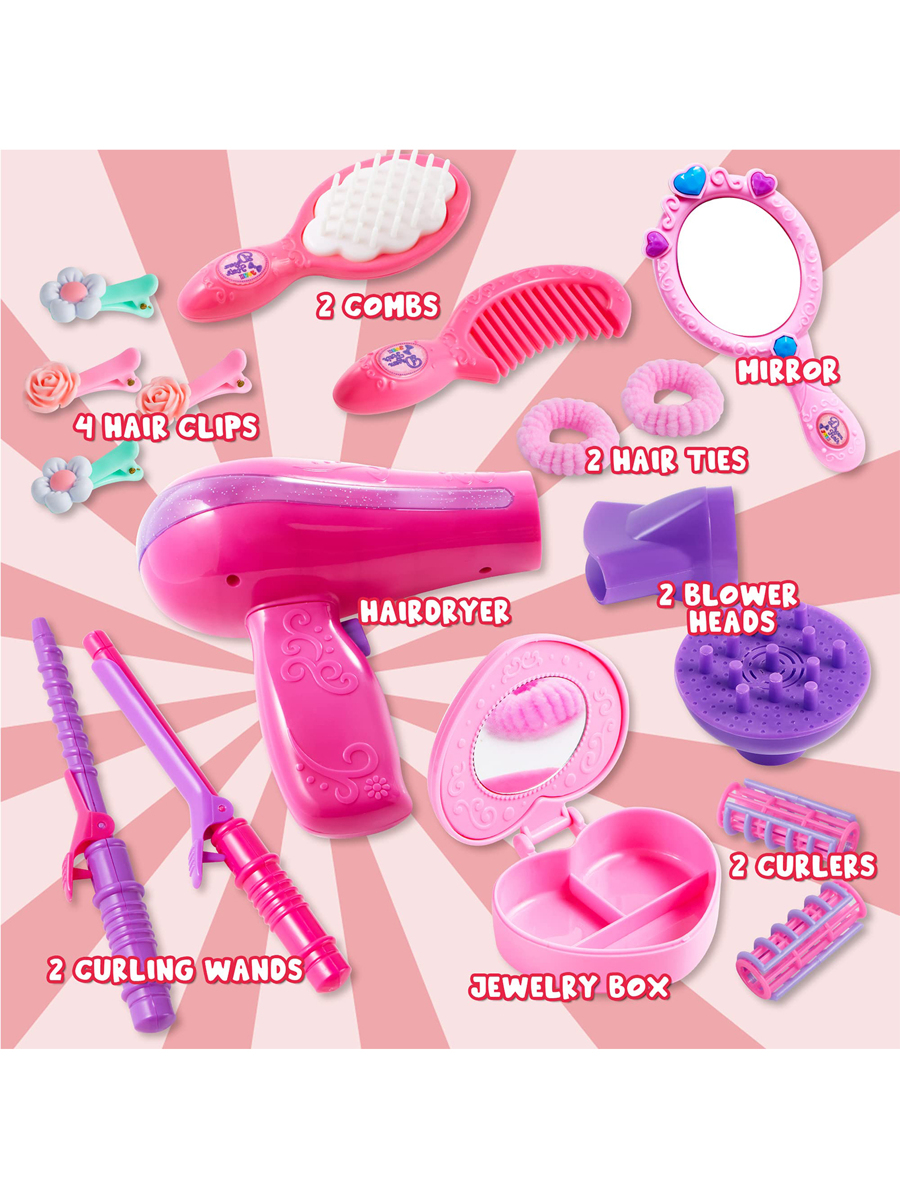 2 COMBS
MIRROR
4 HAIR CLIPS
2 HAIR TIES
2 BLOWER
HEADS
HAIRDRYER
2 CURLERS
2 CURLING WANDS
JEWELRY BOX